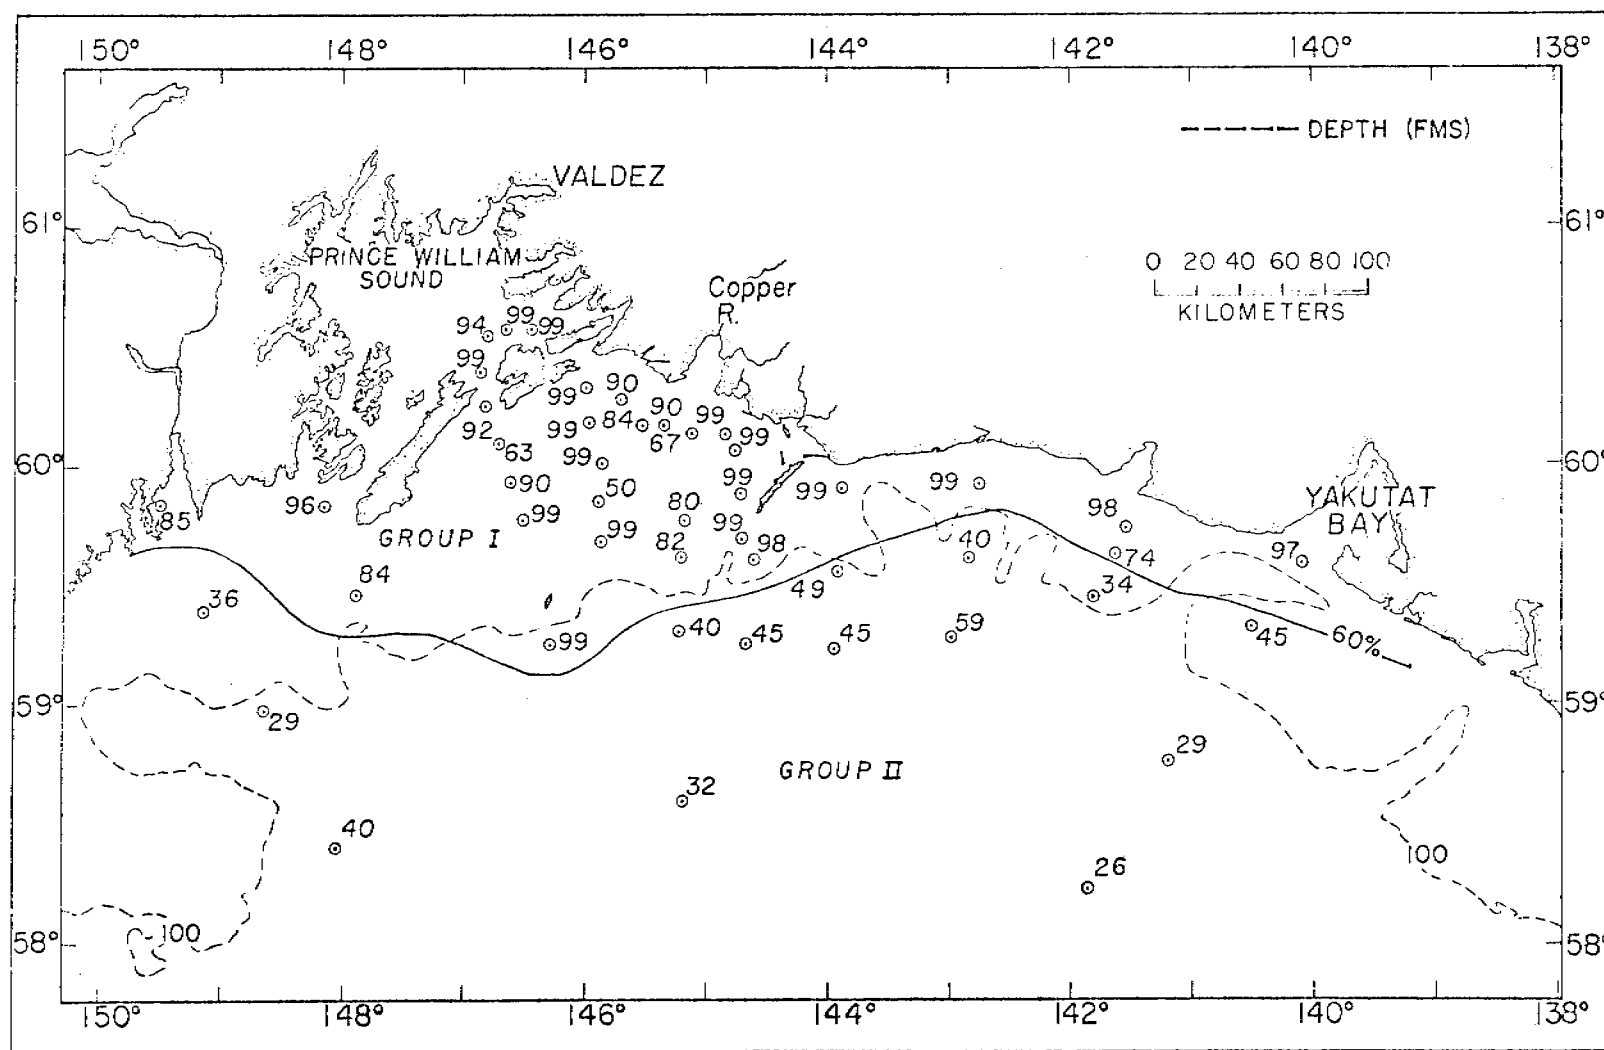 150° 148° 146° 144° 142° 140° 138°
DEPTH (FMS)
VALDEZ
61° 61°
PRINCE WILLIAM
SOUND
0 20 40 60 80 100
KILOMETERS
Copper
R.
94 99 99
99
99 90
92 99 84 90 99
63 99 67 99
60° 60°
90 50 99 99 99
YAKUTAT
BAY
85 96 99 80 98
GROUP I
99 99
82 98 40 74 97
84
36 49 34
99 40 45 45 59 60% 45
59° 59°
29 29
GROUP II
32
40
26 100
100
58° 58°
150° 148° 146° 144° 142° 140° 138°